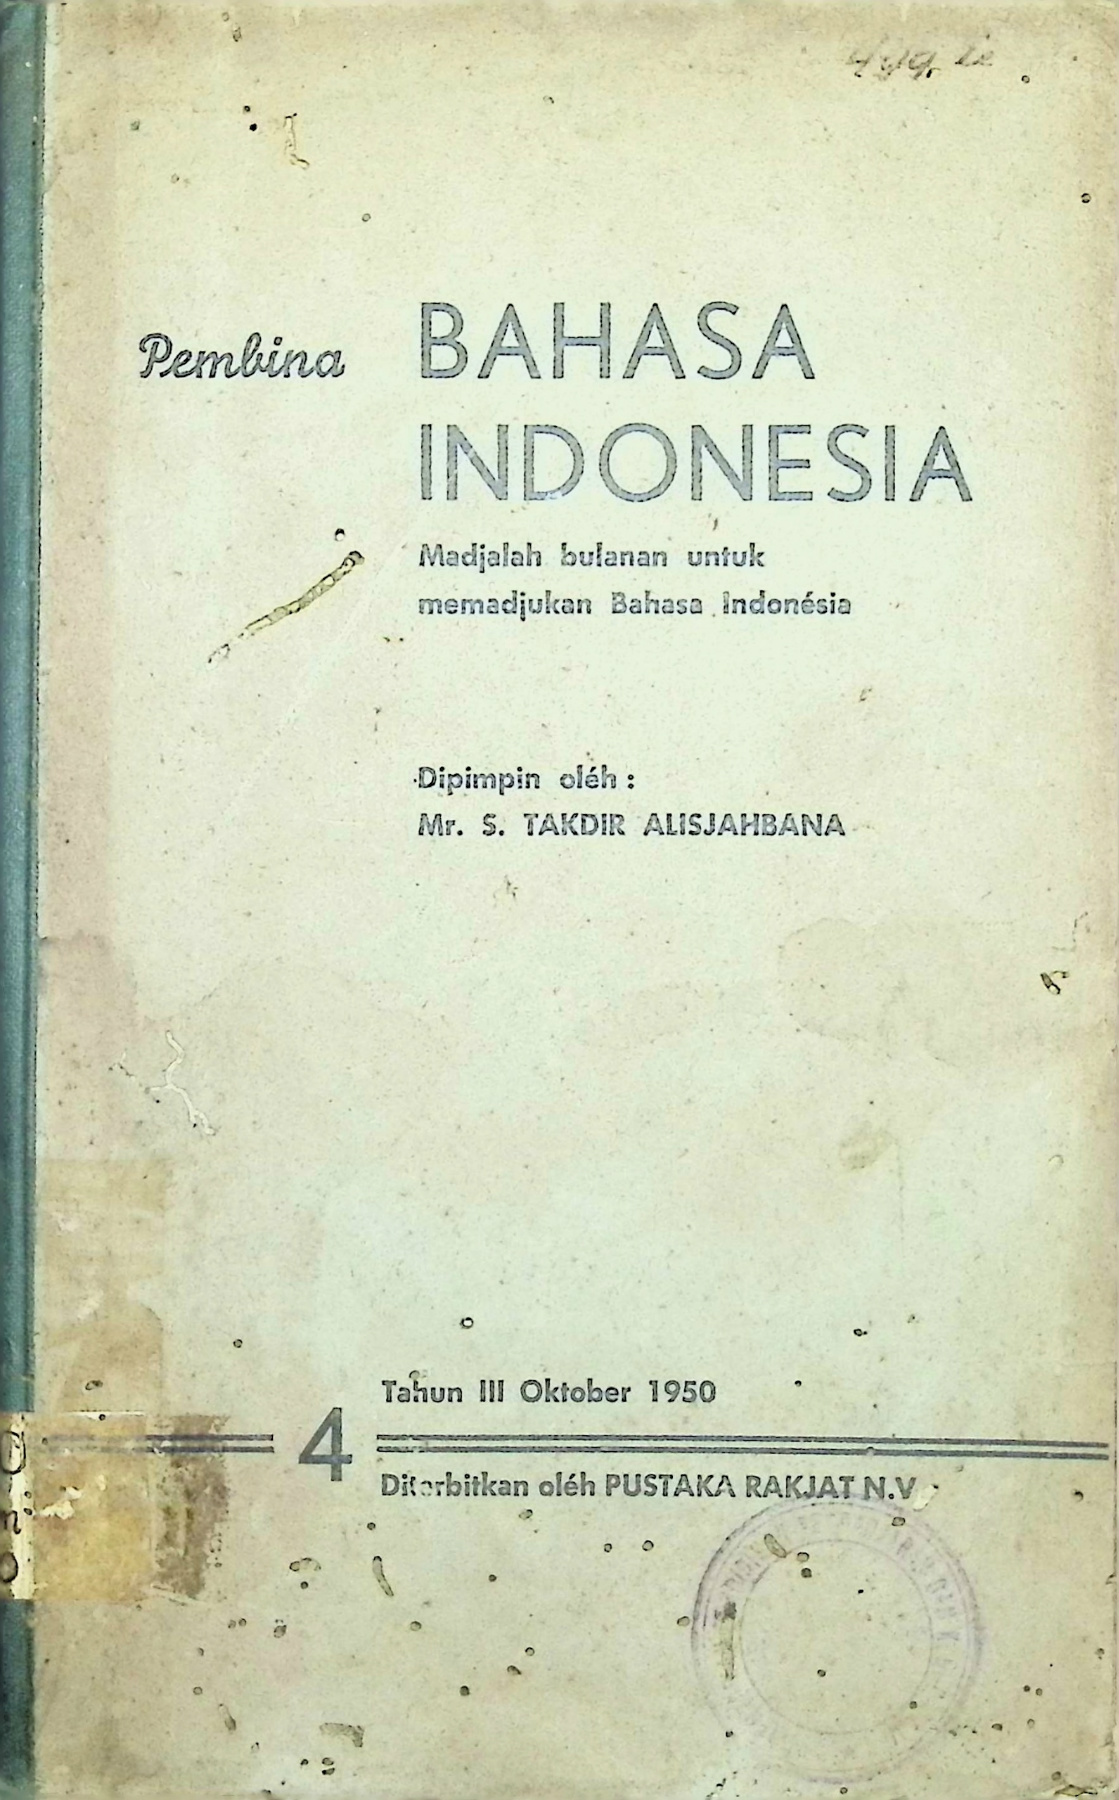 Pembina BAHASA
INDONESIA
Madjalah bulanan untuk
memadjukan Bahasa Indonésia
Dipimpin oléh :
Mr. S. TAKDIR ALISJAHBANA
Tahun III Oktober 1950
4
Diterbitkan oléh PUSTAKA RAKJAT N.V.